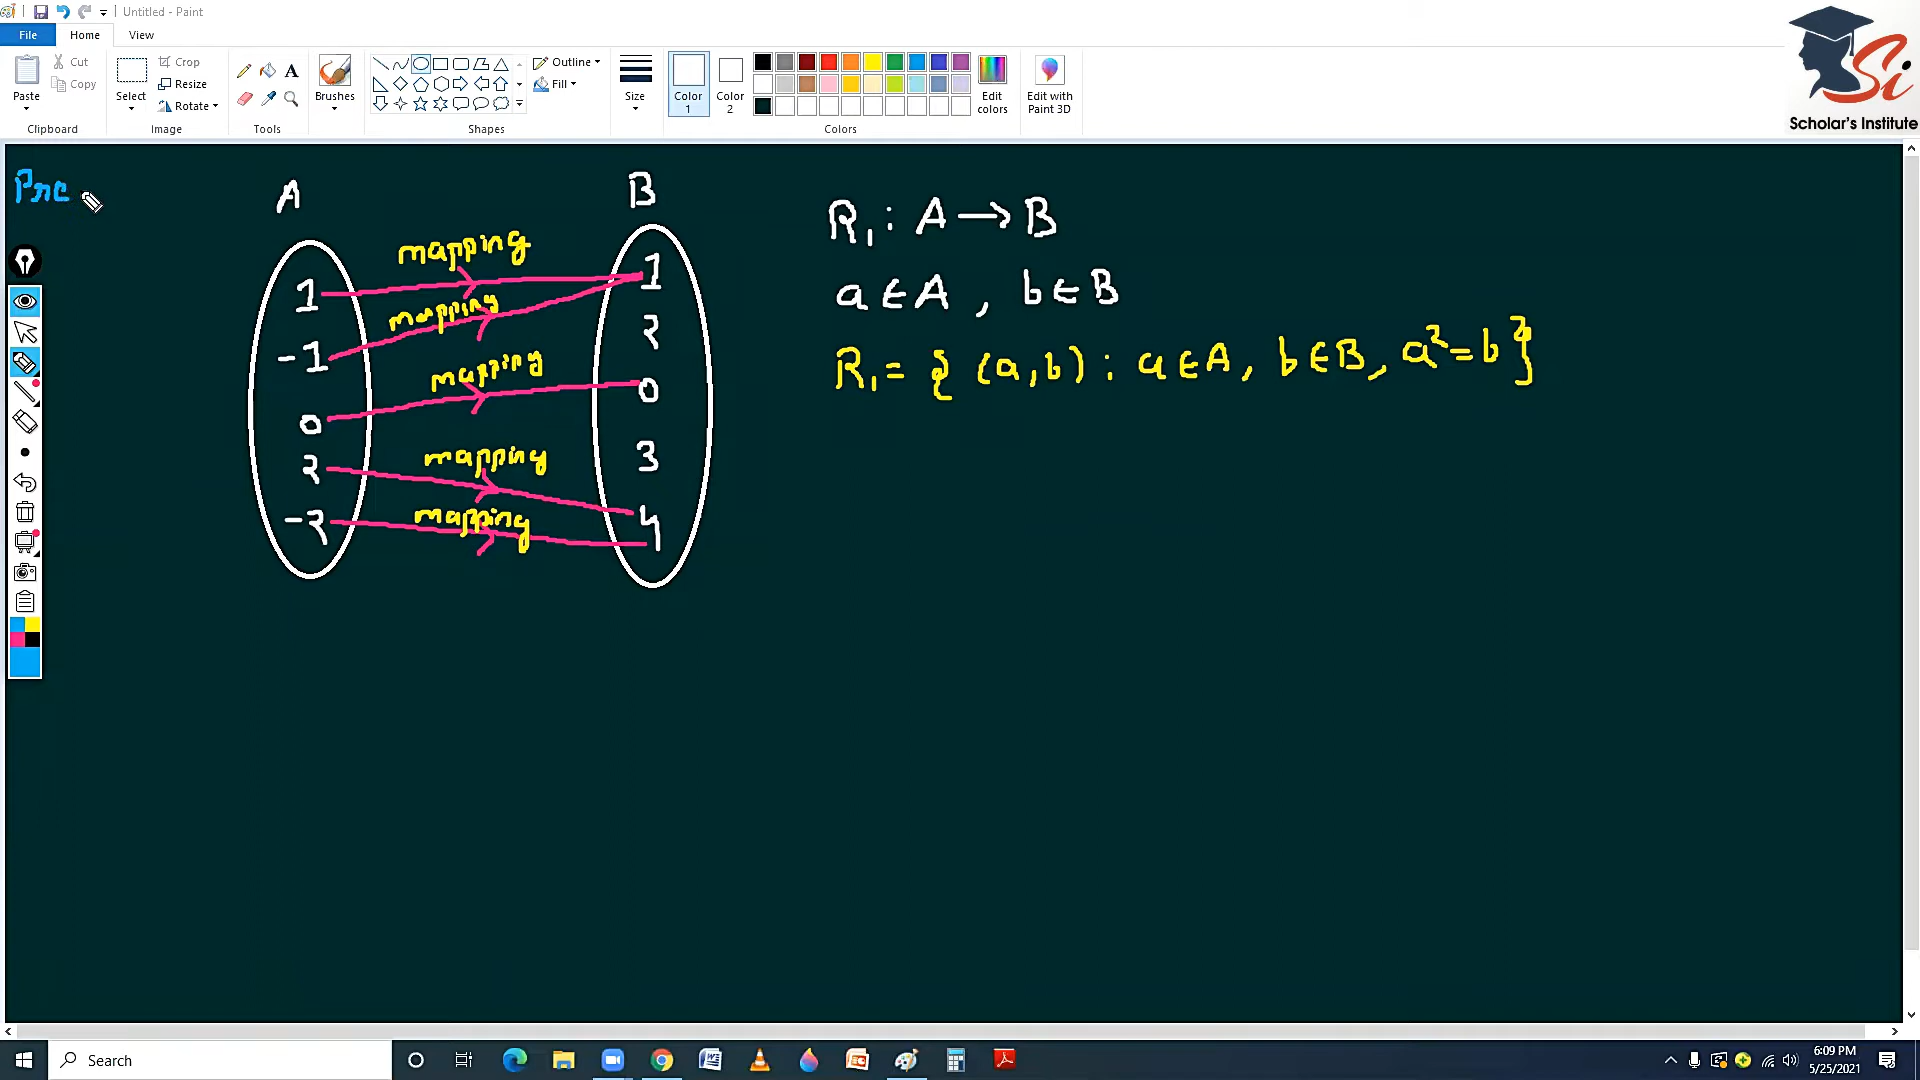 Untitled - Paint
File Home View
Paste Cut Copy Clipboard
Select Crop Resize Rotate Image
Tools
Brushes
Shapes Outline Fill
Size
Color 1 Color 2 Edit colors Colors
Edit with Paint 3D
Si
Scholar's Institute
Pre
A B
mapping
mapping
mapping
mapping
mapping
1
-1
0
2
-2
1
2
0
3
4
R₁ : A → B
a ∈ A , b ∈ B
R₁ = { (a,b) : a ∈ A, b ∈ B, a² = b }
Search
6:09 PM
5/25/2021